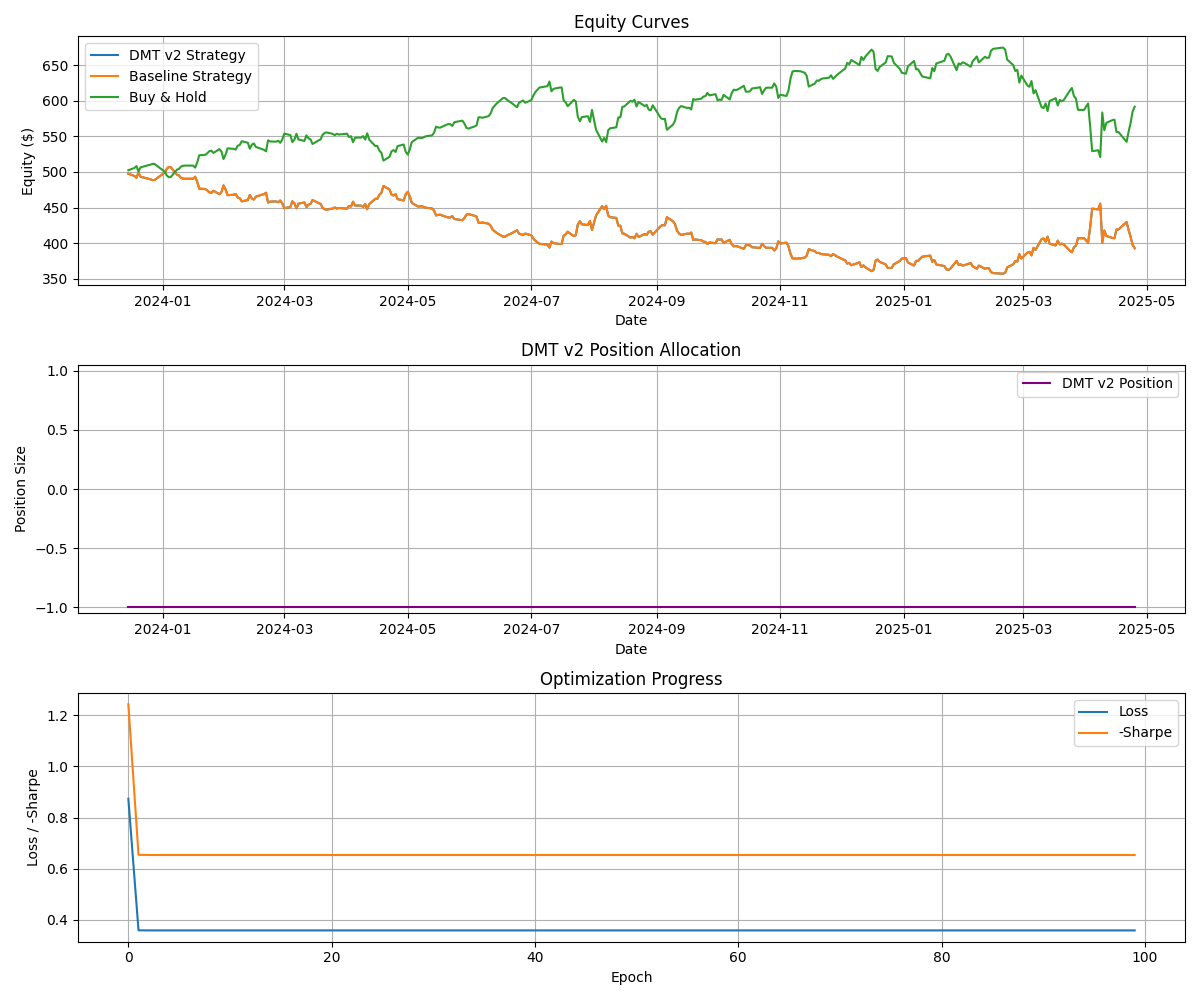 Equity Curves
DMT v2 Strategy
Baseline Strategy
Buy & Hold
Equity ($)
650
600
550
500
450
400
350
2024-01 2024-03 2024-05 2024-07 2024-09 2024-11 2025-01 2025-03 2025-05
Date
DMT v2 Position Allocation
DMT v2 Position
Position Size
1.0
0.5
0.0
−0.5
−1.0
2024-01 2024-03 2024-05 2024-07 2024-09 2024-11 2025-01 2025-03 2025-05
Date
Optimization Progress
Loss
-Sharpe
Loss / -Sharpe
1.2
1.0
0.8
0.6
0.4
0 20 40 60 80 100
Epoch